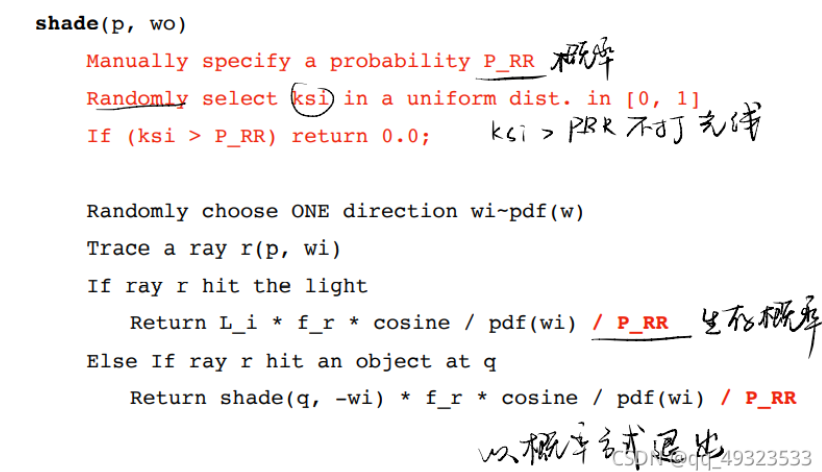 shade(p, wo)
Manually specify a probability P_RR 概率
Randomly select ksi in a uniform dist. in [0, 1]
If (ksi > P_RR) return 0.0;
ksi > PRR 不打光线
Randomly choose ONE direction wi~pdf(w)
Trace a ray r(p, wi)
If ray r hit the light
Return L_i * f_r * cosine / pdf(wi) / P_RR 生存概率
Else If ray r hit an object at q
Return shade(q, -wi) * f_r * cosine / pdf(wi) / P_RR
以概率方式退出
CSDN @qq_49323533